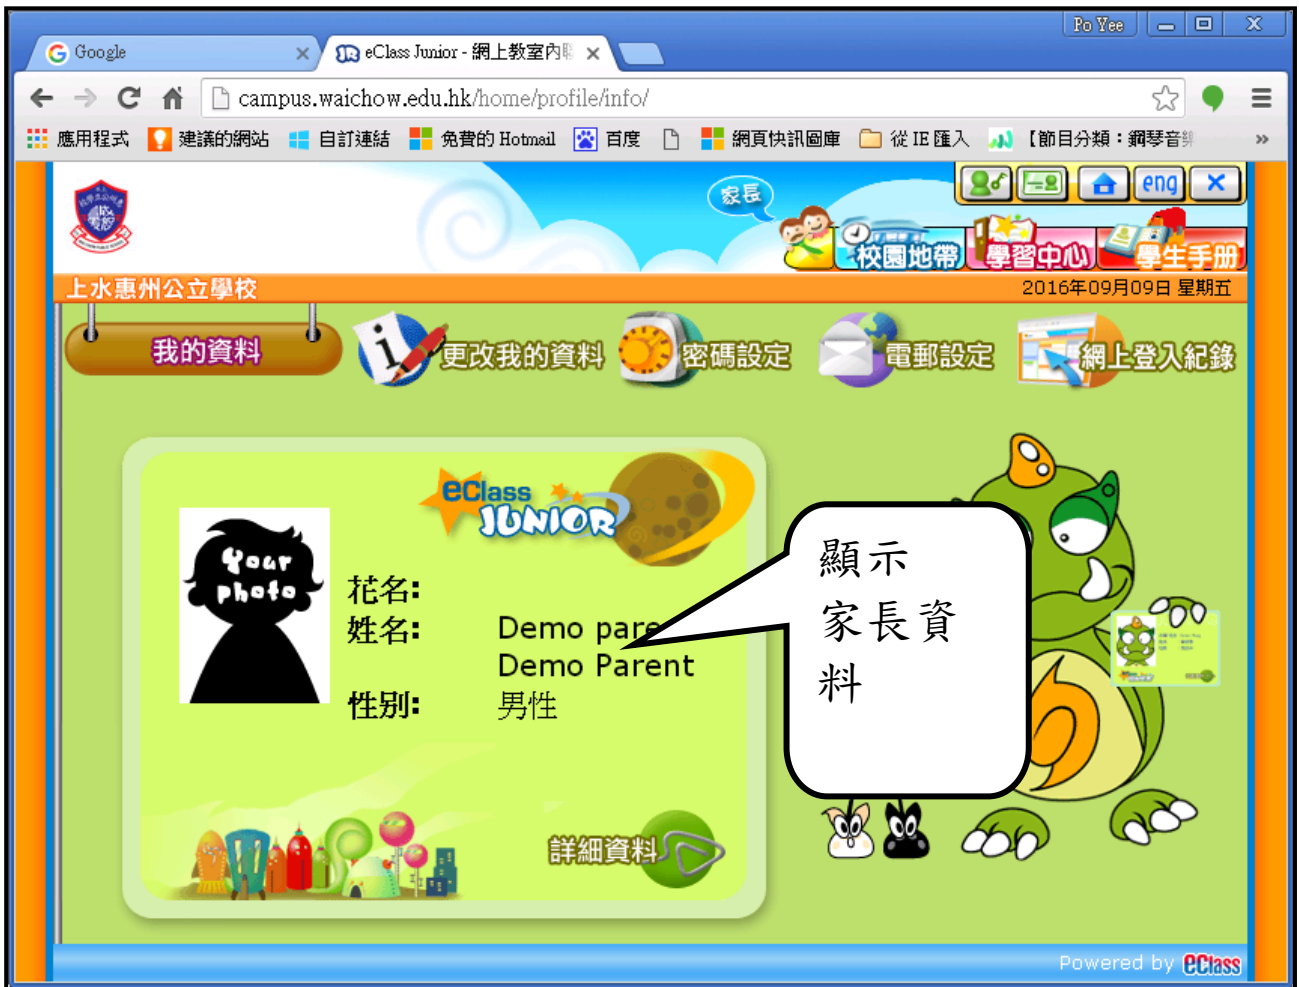 Po Yee
Google
eClass Junior - 網上教室內聯
campus.waichow.edu.hk/home/profile/info/
應用程式 建議的網站 自訂連結 免費的 Hotmail 百度 網頁快訊圖庫 從 IE 匯入 【節目分類：鋼琴音樂
家長
eng
校園地帶 學習中心 學生手冊
上水惠州公立學校
2016年09月09日 星期五
我的資料 更改我的資料 密碼設定 電郵設定 網上登入紀錄
eClass
JUNIOR
Your
photo
花名:
姓名: Demo pare
Demo Parent
性别: 男性
顯示
家長資
料
詳細資料
Powered by eClass